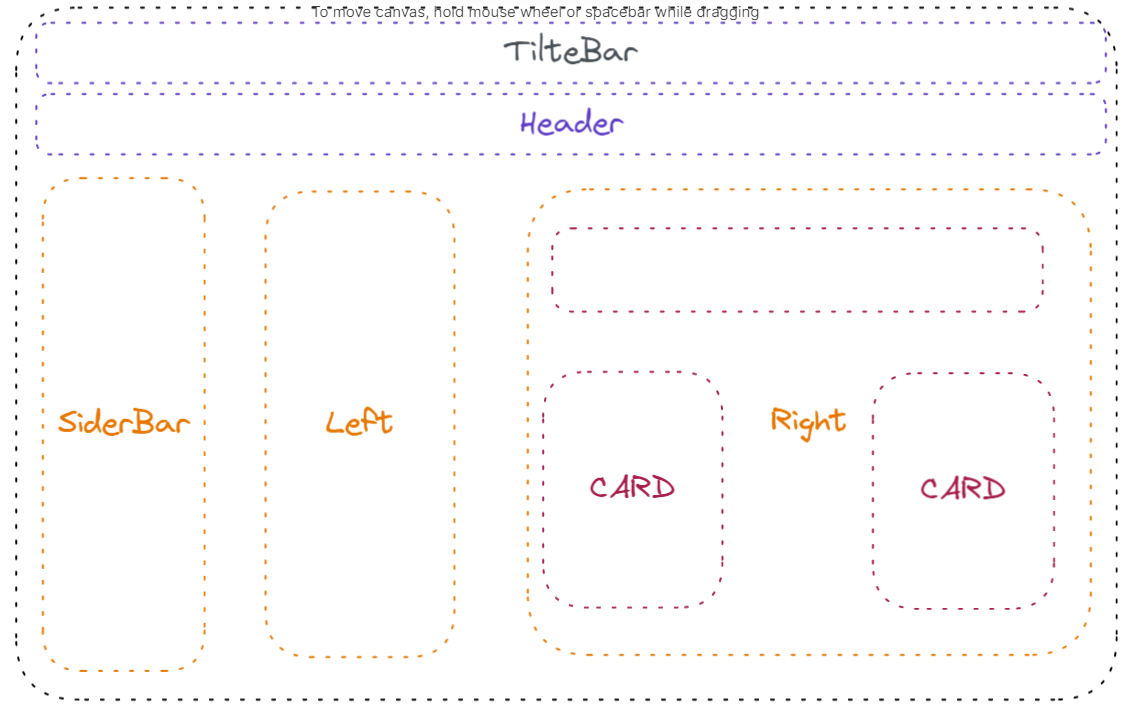 To move canvas, hold mouse wheel or spacebar while dragging
TilteBar
Header
SiderBar
Left
Right
CARD
CARD